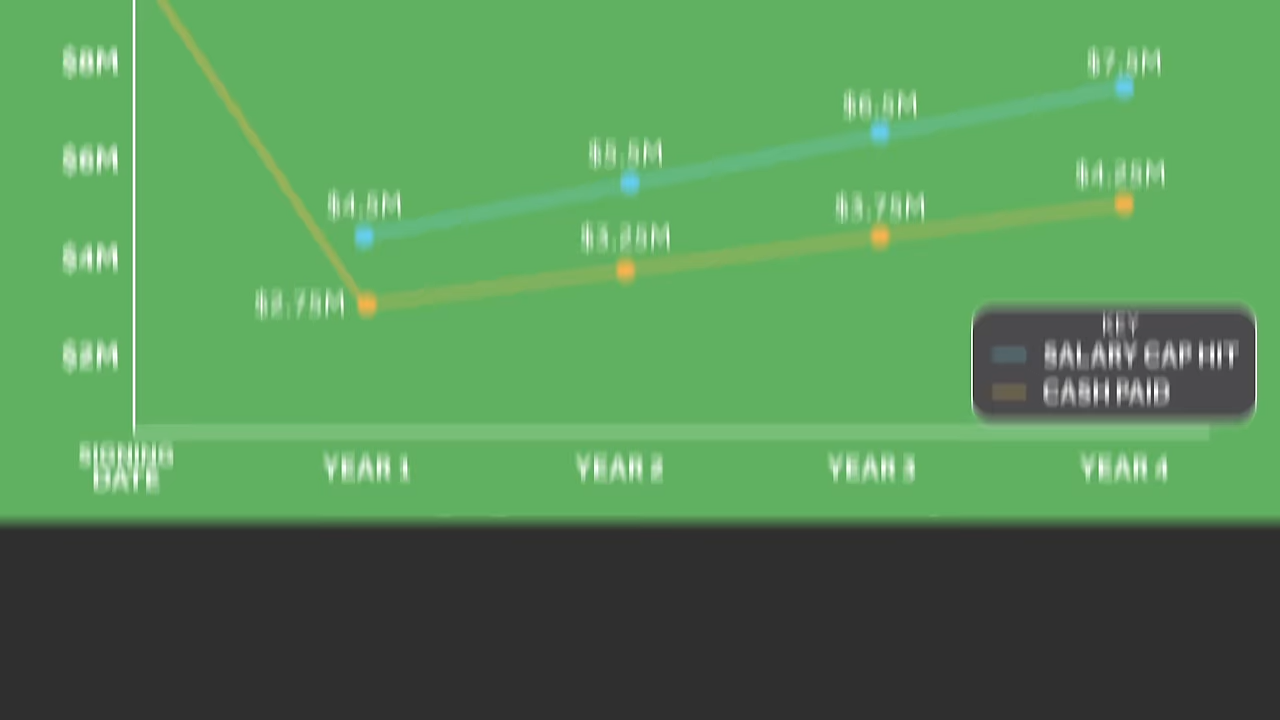 $8M
$7.5M
$6.5M
$6M
$5.5M
$4.25M
$4.5M
$3.75M
$3.25M
$4M
$2.75M
KEY
$2M
SALARY CAP HIT
CASH PAID
SIGNING
DATE
YEAR 1
YEAR 2
YEAR 3
YEAR 4